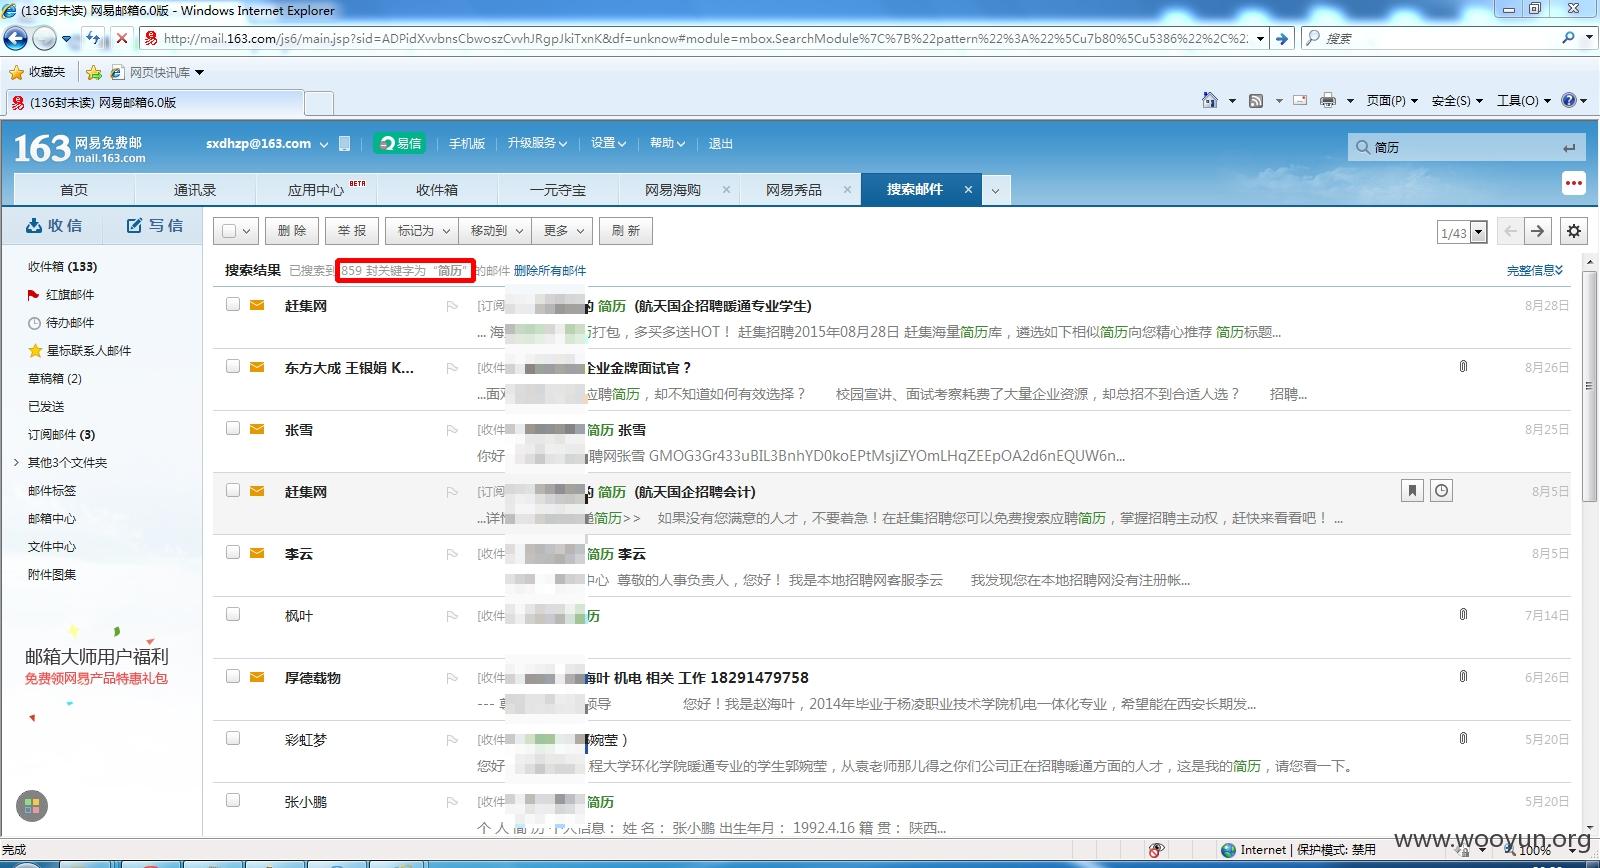 (136封未读) 网易邮箱6.0版 - Windows Internet Explorer
http://mail.163.com/js6/main.jsp?sid=ADPidXvvbnsCbwoszCvvhJRgpJkiTxnK&df=unknow#module=mbox.SearchModule%7C%7B%22pattern%22%3A%22%5Cu7b80%5Cu5386%22%2C%2 搜索
收藏夹 网页快讯库
(136封未读) 网易邮箱6.0版 页面(P) 安全(S) 工具(O)
163 网易免费邮 mail.163.com sxdhzp@163.com 易信 手机版 升级服务 设置 帮助 退出 简历
首页 通讯录 应用中心 BETA 收件箱 一元夺宝 网易海购 × 网易秀品 × 搜索邮件 ×
收信 写信 删 除 举 报 标记为 移动到 更多 刷 新 1/43
搜索结果 已搜索到 859 封关键字为 “简历” 的邮件 删除所有邮件 完整信息
收件箱 (133)
红旗邮件
待办邮件
星标联系人邮件
草稿箱 (2)
已发送
订阅邮件 (3)
其他3个文件夹
邮件标签
邮箱中心
文件中心
附件图集
邮箱大师用户福利
免费领网易产品特惠礼包
赶集网 [订阅 的 简历 (航天国企招聘暖通专业学生) 8月28日
... 海 打包，多买多送HOT！ 赶集招聘2015年08月28日 赶集海量简历库，遴选如下相似简历向您精心推荐 简历标题...
东方大成 王银娟 K... [收件 企业金牌面试官？ 8月26日
...面对 应聘简历，却不知道如何有效选择？ 校园宣讲、面试考察耗费了大量企业资源，却总招不到合适人选？ 招聘...
张雪 [收件 简历 张雪 8月25日
你好 聘网张雪 GMOG3Gr433uBIL3BnhYD0koEPtMsjiZYOmLHqZEEpOA2d6nEQUW6n...
赶集网 [订阅 的 简历 (航天国企招聘会计) 8月5日
...详情 简历>> 如果没有您满意的人才，不要着急！在赶集招聘您可以免费搜索应聘简历，掌握招聘主动权，赶快来看看吧！ ...
李云 [收件 简历 李云 8月5日
中心 尊敬的人事负责人，您好！ 我是本地招聘网客服李云 我发现您在本地招聘网没有注册帐...
枫叶 [收件 历 7月14日
厚德载物 [收件 海叶 机电 相关 工作 18291479758 6月26日
--- 尊 领导 您好！我是赵海叶，2014年毕业于杨凌职业技术学院机电一体化专业，希望能在西安长期发...
彩虹梦 [收件 郭婉莹 ) 5月20日
您好 程大学环化学院暖通专业的学生郭婉莹，从袁老师那儿得之你们公司正在招聘暖通方面的人才，这是我的简历，请您看一下。
张小鹏 [收件 简历 5月20日
个 人 简 历 个人信息： 姓 名： 张小鹏 出生年月： 1992.4.16 籍 贯： 陕西...
完成 Internet | 保护模式: 禁用 100%
www.wooyun.org